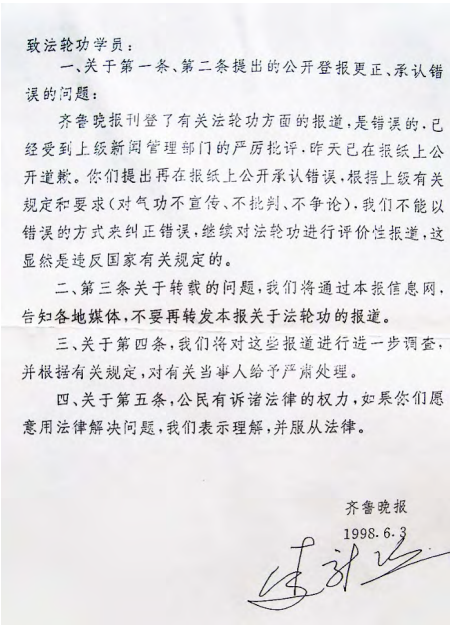 致法轮功学员：
一、关于第一条、第二条提出的公开登报更正、承认错
误的问题：
齐鲁晚报刊登了有关法轮功方面的报道，是错误的，已
经受到上级新闻管理部门的严厉批评，昨天已在报纸上公
开道歉。你们提出再在报纸上公开承认错误，根据上级有关
规定和要求（对气功不宣传、不批判、不争论），我们不能以
错误的方式来纠正错误，继续对法轮功进行评价性报道，这
显然是违反国家有关规定的。
二、第三条关于转载的问题，我们将通过本报信息网，
告知各地媒体，不要再转发本报关于法轮功的报道。
三、关于第四条，我们将对这些报道进行进一步调查，
并根据有关规定，对有关当事人给予严肃处理。
四、关于第五条，公民有诉诸法律的权力，如果你们愿
意用法律解决问题，我们表示理解，并服从法律。
齐鲁晚报
1998.6.3